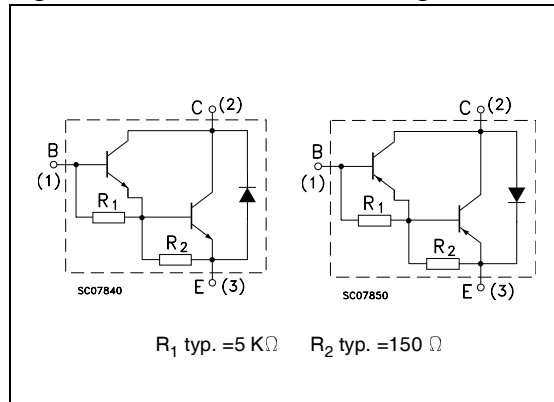 C (2)
B
(1)
R1
R2
SC07840
E (3)
C (2)
B
(1)
R1
R2
SC07850
E (3)
R1 typ. =5 KΩ R2 typ. =150 Ω